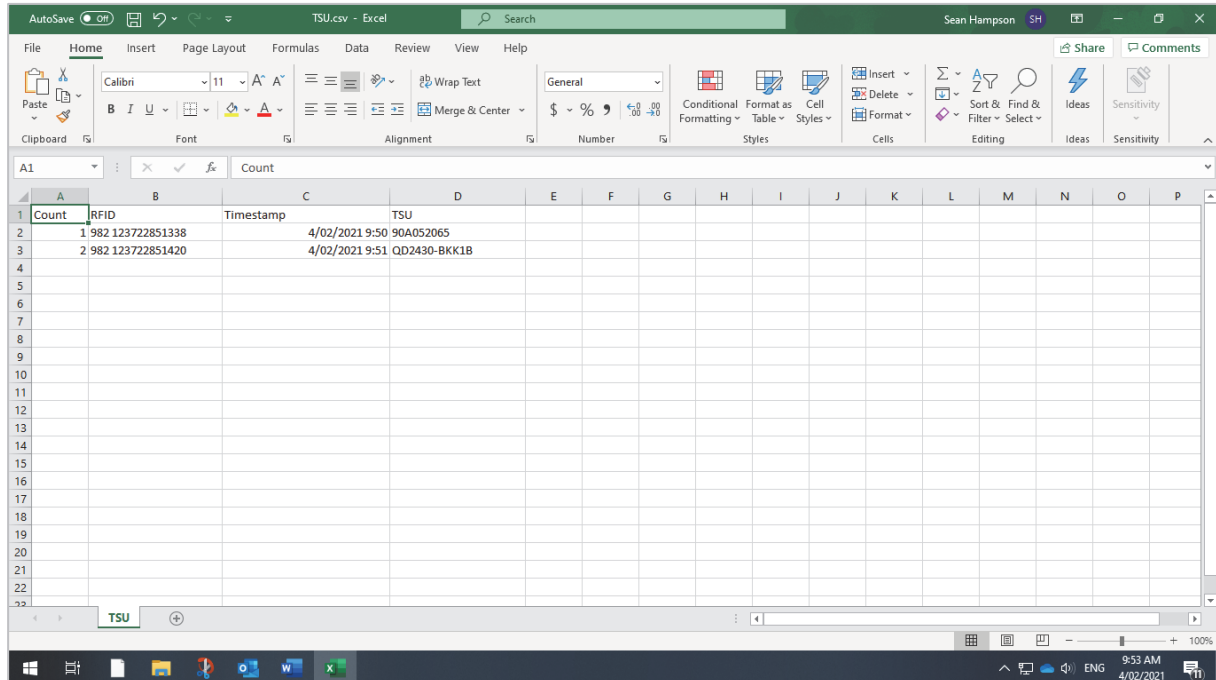 AutoSave Off TSU.csv - Excel Search Sean Hampson SH
File Home Insert Page Layout Formulas Data Review View Help Share Comments
Paste
Calibri 11 A^ A˅
B I U A
Wrap Text
Merge & Center
General
$ % 9 .00
Conditional Formatting
Format as Table
Cell Styles
Insert
Delete
Format
Sort & Filter
Find & Select
Ideas
Sensitivity
Clipboard Font Alignment Number Styles Cells Editing Ideas Sensitivity
A1 fx Count
A B C D E F G H I J K L M N O P
1 Count RFID Timestamp TSU
2 1 982 123722851338 4/02/2021 9:50 90A052065
3 2 982 123722851420 4/02/2021 9:51 QD2430-BKK1B
4
5
6
7
8
9
10
11
12
13
14
15
16
17
18
19
20
21
22
23
TSU
100%
ENG 9:53 AM
4/02/2021